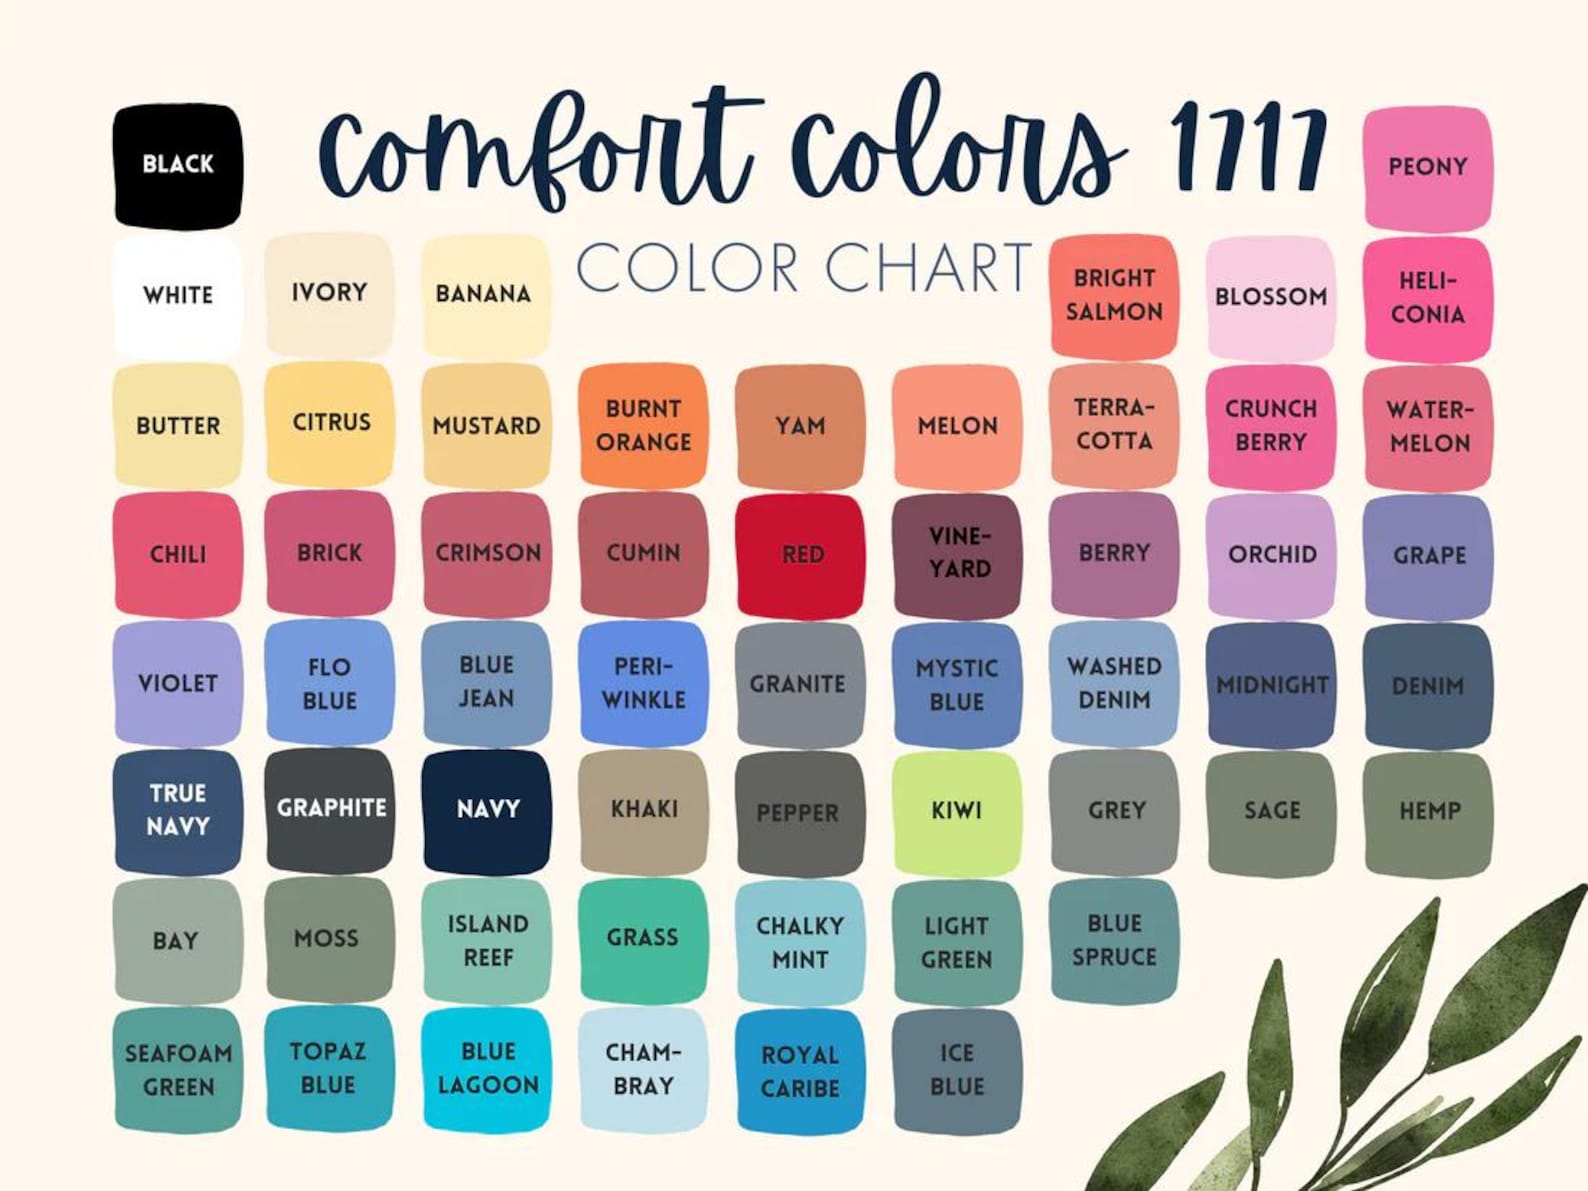 comfort colors 1717
COLOR CHART
BLACK
PEONY
WHITE
IVORY
BANANA
BRIGHT
SALMON
BLOSSOM
HELI-
CONIA
BUTTER
CITRUS
MUSTARD
BURNT
ORANGE
YAM
MELON
TERRA-
COTTA
CRUNCH
BERRY
WATER-
MELON
CHILI
BRICK
CRIMSON
CUMIN
RED
VINE-
YARD
BERRY
ORCHID
GRAPE
VIOLET
FLO
BLUE
BLUE
JEAN
PERI-
WINKLE
GRANITE
MYSTIC
BLUE
WASHED
DENIM
MIDNIGHT
DENIM
TRUE
NAVY
GRAPHITE
NAVY
KHAKI
PEPPER
KIWI
GREY
SAGE
HEMP
BAY
MOSS
ISLAND
REEF
GRASS
CHALKY
MINT
LIGHT
GREEN
BLUE
SPRUCE
SEAFOAM
GREEN
TOPAZ
BLUE
BLUE
LAGOON
CHAM-
BRAY
ROYAL
CARIBE
ICE
BLUE